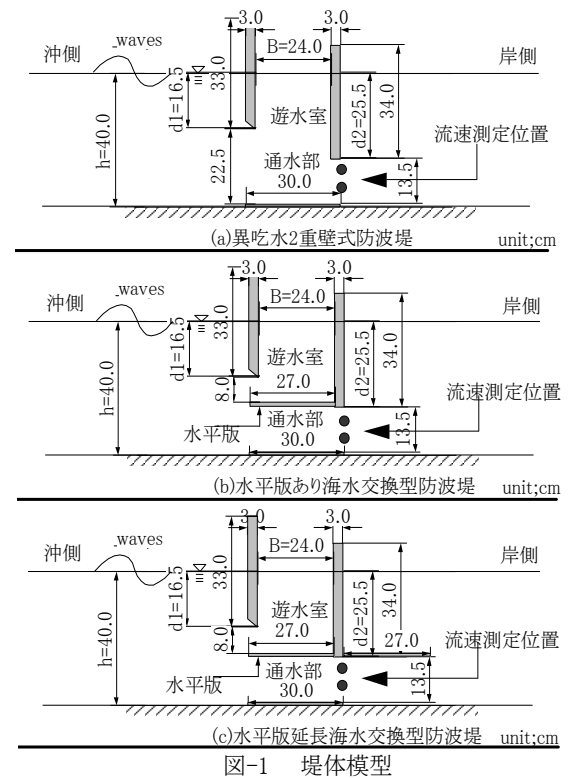 3.0 3.0
沖側 waves B=24.0 岸側
33.0
d1=16.5
遊水室
d2=25.5
34.0
h=40.0
流速測定位置
22.5
通水部
30.0
13.5
(a)異吃水2重壁式防波堤 unit;cm
3.0 3.0
沖側 waves B=24.0 岸側
33.0
d1=16.5
遊水室
d2=25.5
34.0
h=40.0
8.0
27.0
流速測定位置
水平版
通水部
30.0
13.5
(b)水平版あり海水交換型防波堤 unit;cm
3.0 3.0
沖側 waves B=24.0 岸側
33.0
d1=16.5
遊水室
d2=25.5
34.0
h=40.0
8.0
27.0
27.0
流速測定位置
水平版
通水部
30.0
13.5
(c)水平版延長海水交換型防波堤 unit;cm
図-1 堤体模型